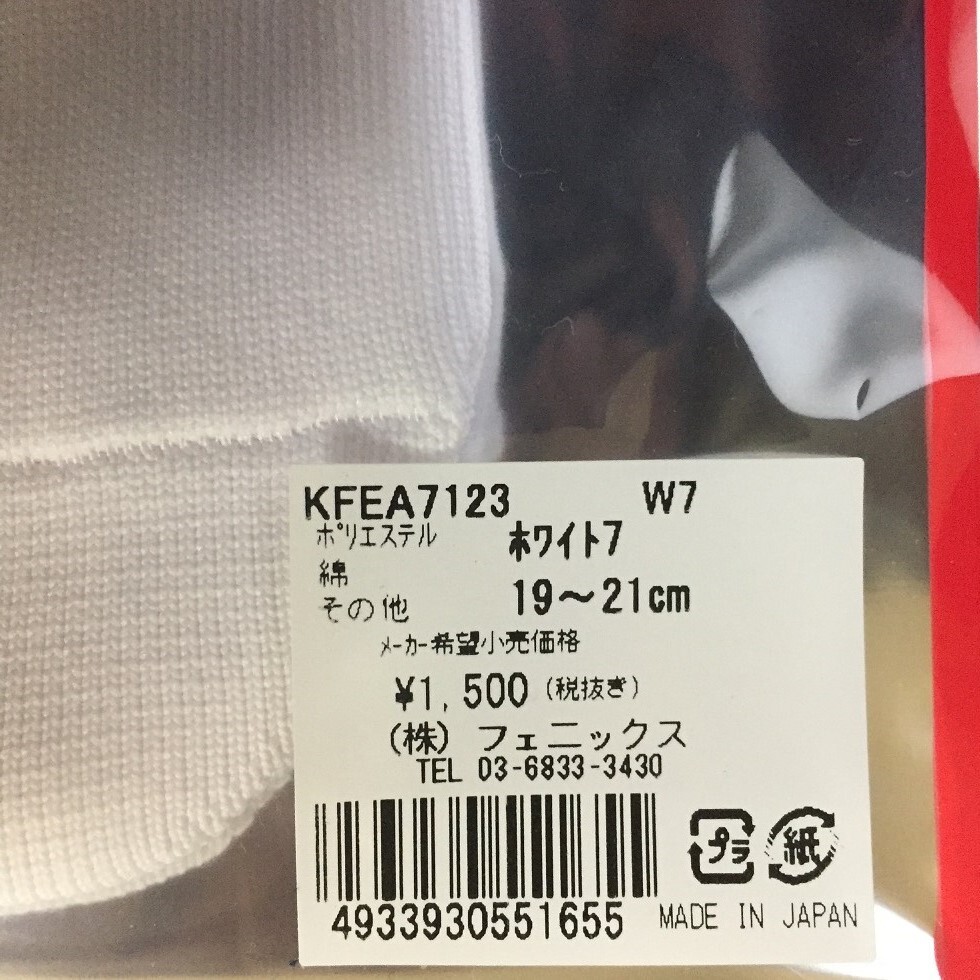 KFEA7123 W7
ポリエステル ホワイト7
綿
その他 19〜21cm
メーカー希望小売価格
¥1,500 (税抜き)
(株) フェニックス
TEL 03-6833-3430
プラ 紙
4933930551655 MADE IN JAPAN